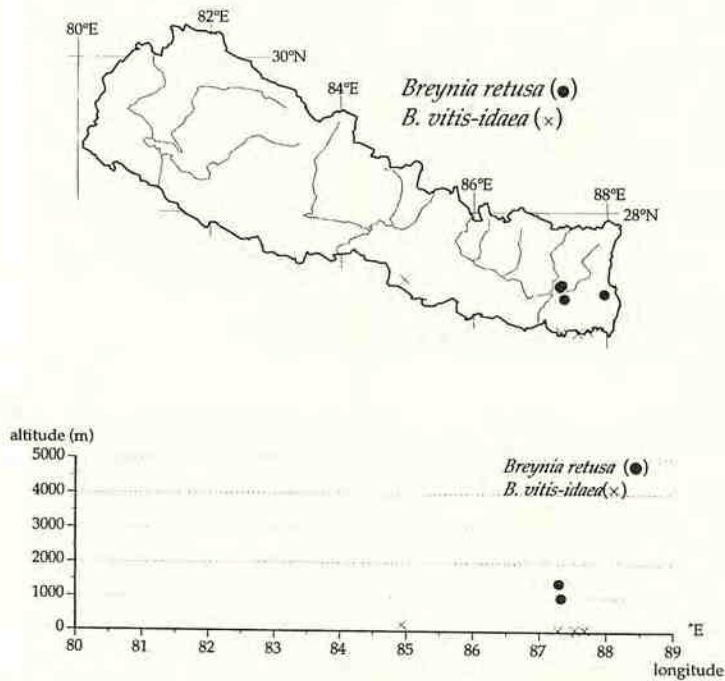 82°E
80°E
30°N
84°E
Breynia retusa (●)
B. vitis-idaea (×)
86°E
88°E
28°N
altitude (m)
5000
4000
3000
2000
1000
0
Breynia retusa (●)
B. vitis-idaea(×)
80 81 82 83 84 85 86 87 88 89
°E
longitude